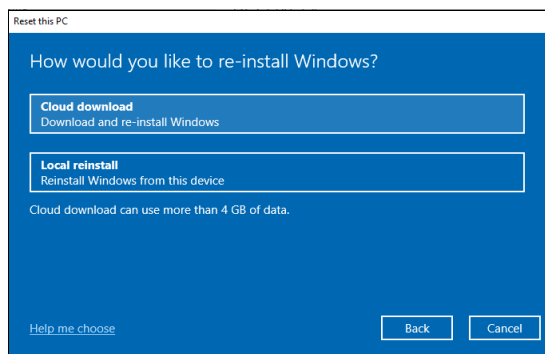 Reset this PC
How would you like to re-install Windows?
Cloud download
Download and re-install Windows
Local reinstall
Reinstall Windows from this device
Cloud download can use more than 4 GB of data.
Help me choose
Back
Cancel